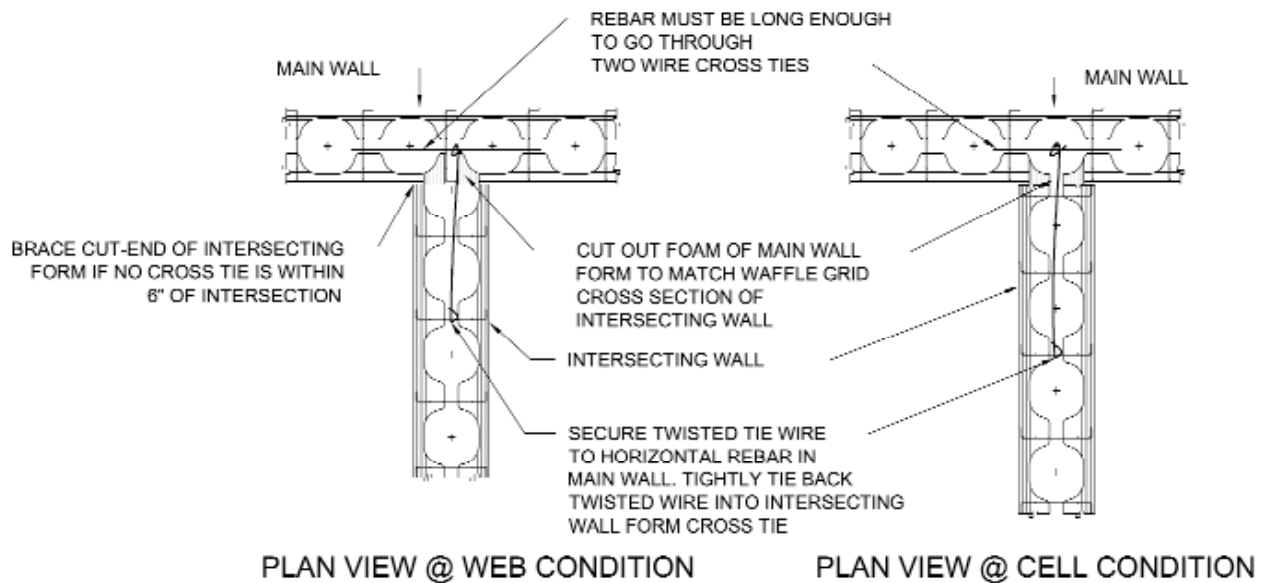 REBAR MUST BE LONG ENOUGH
TO GO THROUGH
TWO WIRE CROSS TIES
MAIN WALL
MAIN WALL
BRACE CUT-END OF INTERSECTING
FORM IF NO CROSS TIE IS WITHIN
6" OF INTERSECTION
CUT OUT FOAM OF MAIN WALL
FORM TO MATCH WAFFLE GRID
CROSS SECTION OF
INTERSECTING WALL
INTERSECTING WALL
SECURE TWISTED TIE WIRE
TO HORIZONTAL REBAR IN
MAIN WALL. TIGHTLY TIE BACK
TWISTED WIRE INTO INTERSECTING
WALL FORM CROSS TIE
PLAN VIEW @ WEB CONDITION
PLAN VIEW @ CELL CONDITION